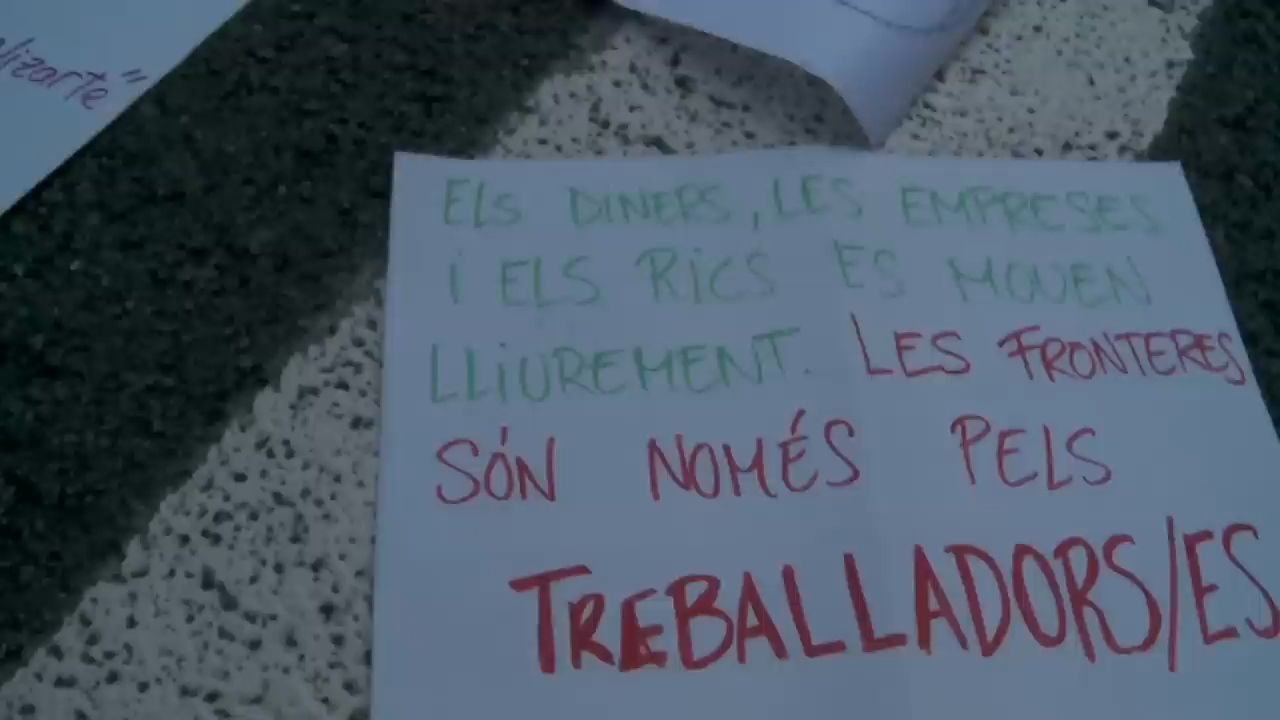 ELS DINERS, LES EMPRESES
I ELS RICS ES MOUEN
LLIUREMENT. LES FRONTERES
SÓN NOMÉS PELS
TREBALLADORS/ES